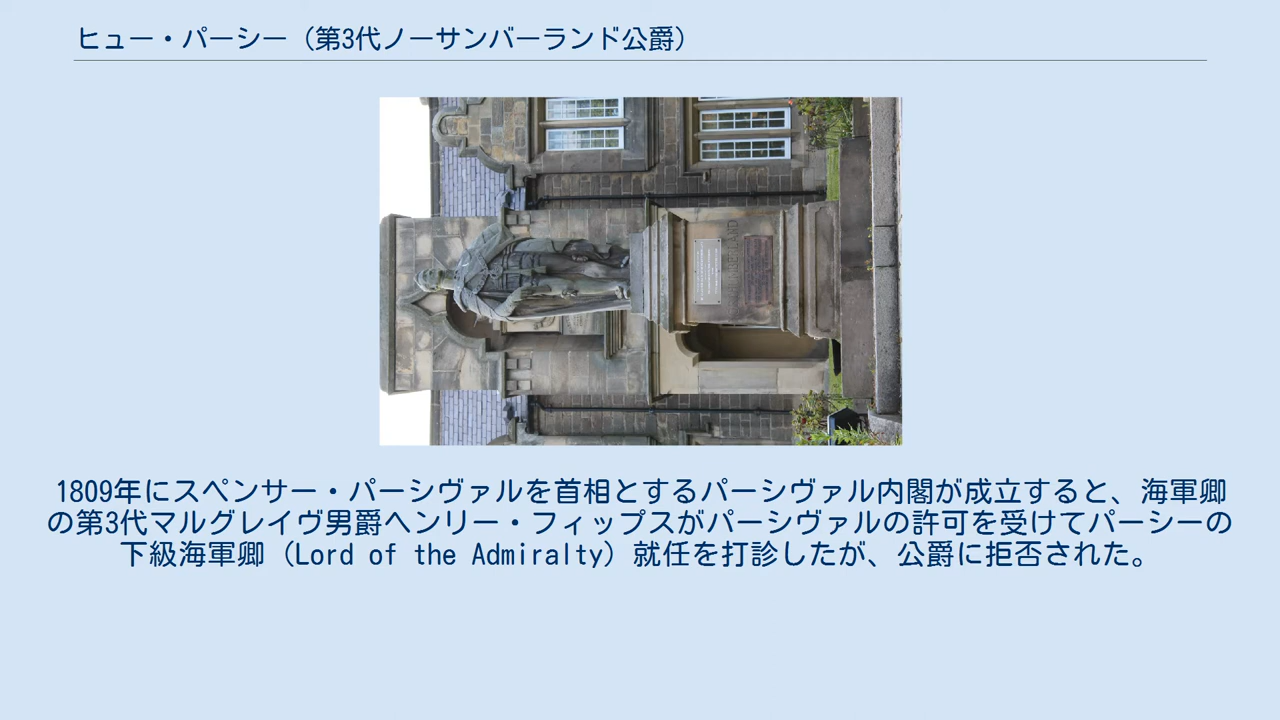 ヒュー・パーシー（第3代ノーサンバーランド公爵）
1809年にスペンサー・パーシヴァルを首相とするパーシヴァル内閣が成立すると、海軍卿
の第3代マルグレイヴ男爵ヘンリー・フィップスがパーシヴァルの許可を受けてパーシーの
下級海軍卿（Lord of the Admiralty）就任を打診したが、公爵に拒否された。